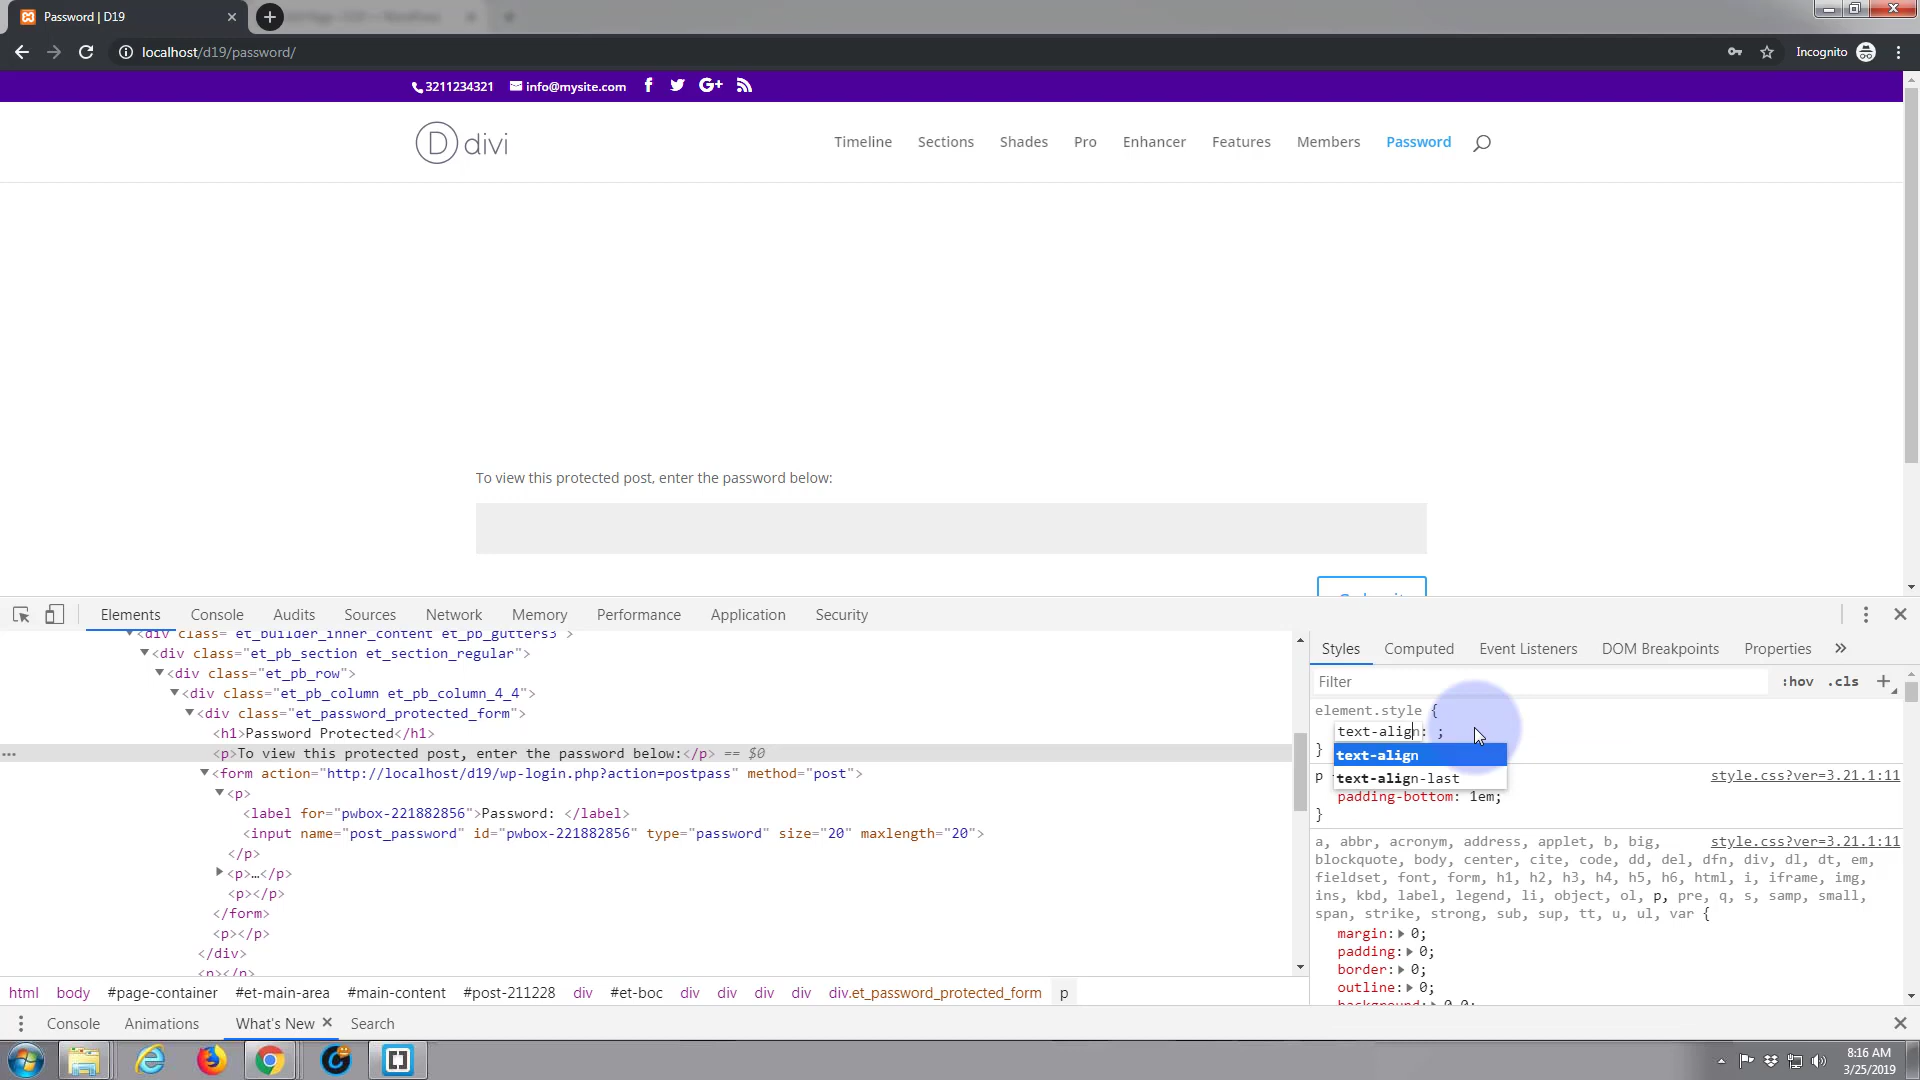 Password | D19
localhost/d19/password/
Incognito
3211234321 info@mysite.com
D divi
Timeline Sections Shades Pro Enhancer Features Members Password
To view this protected post, enter the password below:
Elements Console Audits Sources Network Memory Performance Application Security
<div class="et_builder_inner_content et_pb_gutters3">
<div class="et_pb_section et_section_regular">
<div class="et_pb_row">
<div class="et_pb_column et_pb_column_4_4">
<div class="et_password_protected_form">
<h1>Password Protected</h1>
<p>To view this protected post, enter the password below:</p> == $0
<form action="http://localhost/d19/wp-login.php?action=postpass" method="post">
<p>
<label for="pwbox-221882856">Password: </label>
<input name="post_password" id="pwbox-221882856" type="password" size="20" maxlength="20">
</p>
<p>…</p>
<p></p>
</form>
<p></p>
</div>
<p></p>
html body #page-container #et-main-area #main-content #post-211228 div #et-boc div div div div div.et_password_protected_form p
Styles Computed Event Listeners DOM Breakpoints Properties »
Filter :hov .cls +
element.style {
text-align: ;
}
text-align
text-align-last
p style.css?ver=3.21.1:11
padding-bottom: 1em;
}
a, abbr, acronym, address, applet, b, big, style.css?ver=3.21.1:11
blockquote, body, center, cite, code, dd, del, dfn, div, dl, dt, em,
fieldset, font, form, h1, h2, h3, h4, h5, h6, html, i, iframe, img,
ins, kbd, label, legend, li, object, ol, p, pre, q, s, samp, small,
span, strike, strong, sub, sup, tt, u, ul, var {
margin: 0;
padding: 0;
border: 0;
outline: 0;
Console Animations What's New Search
8:16 AM
3/25/2019